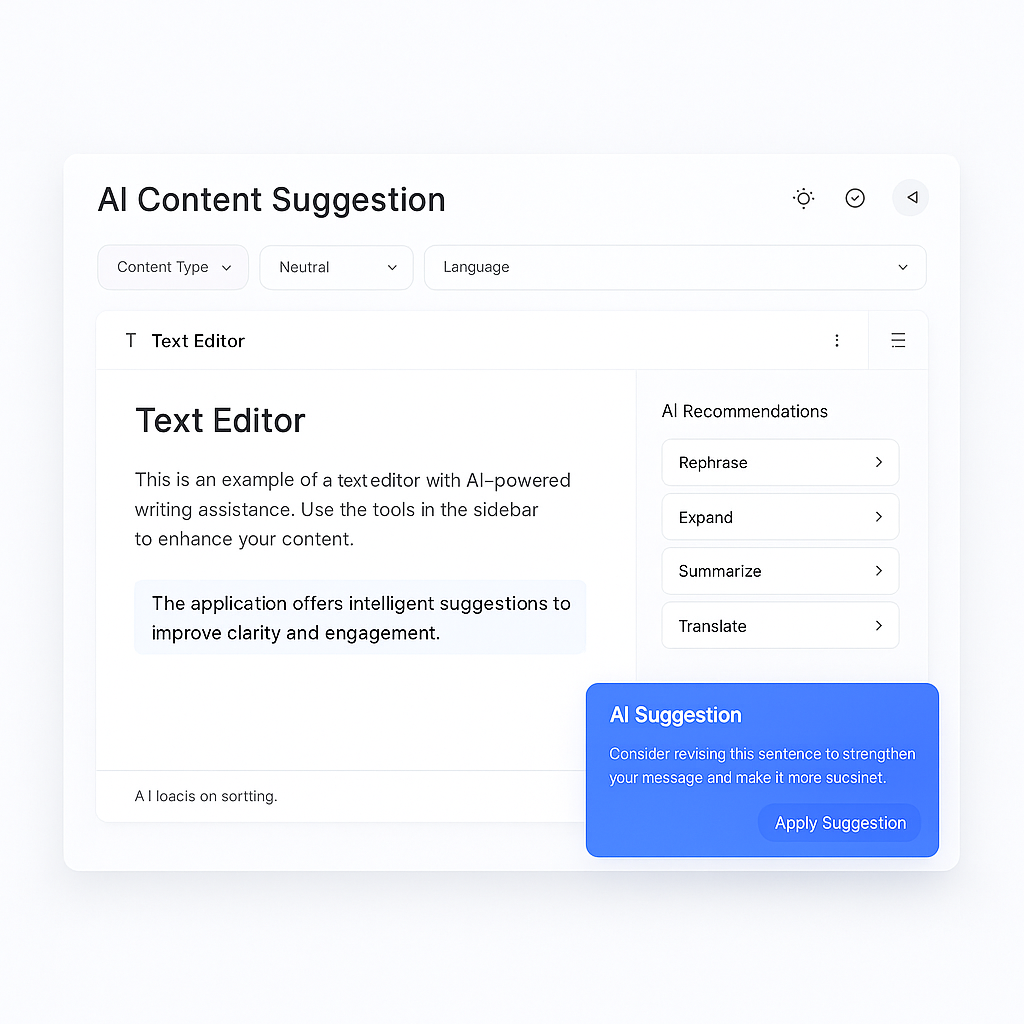 AI Content Suggestion
Content Type
Neutral
Language
T Text Editor
Text Editor
This is an example of a text editor with AI–powered
writing assistance. Use the tools in the sidebar
to enhance your content.
The application offers intelligent suggestions to
improve clarity and engagement.
AI Recommendations
Rephrase
Expand
Summarize
Translate
AI Suggestion
Consider revising this sentence to strengthen
your message and make it more sucsinet.
Apply Suggestion
A I loacis on sortting.